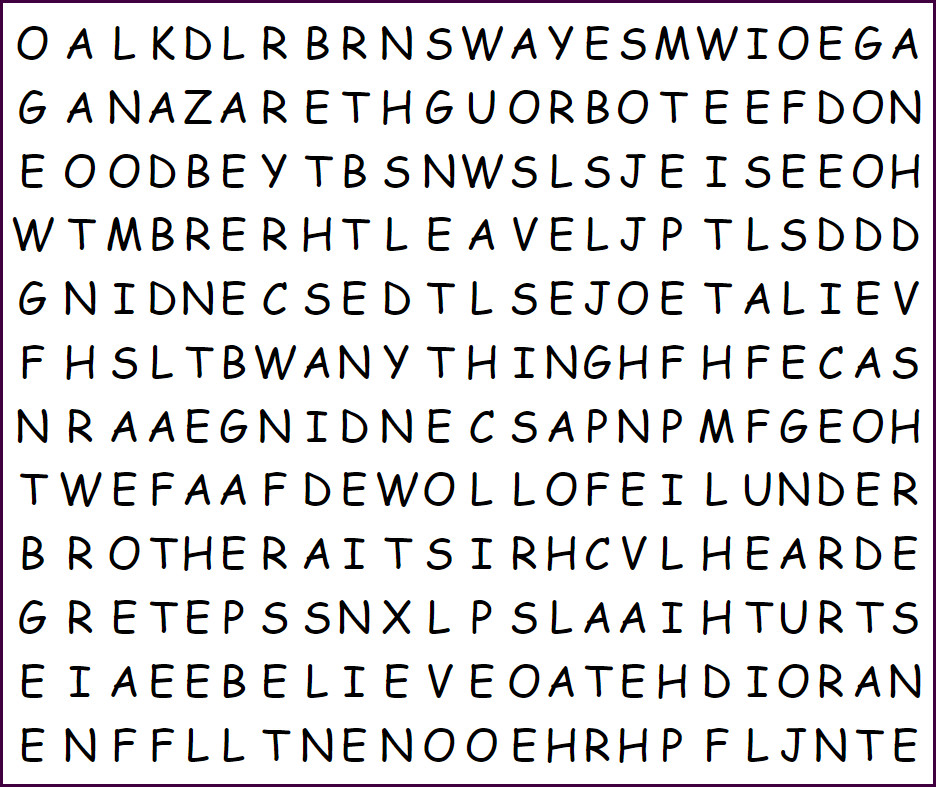 O A L K D L R B R N S W A Y E S M W I O E G A
G A N A Z A R E T H G U O R B O T E E F D O N
E O O D B E Y T B S N W S L S J E I S E E O H
W T M B R E R H T L E A V E L J P T L S D D D
G N I D N E C S E D T L S E J O E T A L I E V
F H S L T B W A N Y T H I N G H F H F E C A S
N R A A E G N I D N E C S A P N P M F G E O H
T W E F A A F D E W O L L O F E I L U N D E R
B R O T H E R A I T S I R H C V L H E A R D E
G R E T E P S S N X L P S L A A I H T U R T S
E I A E E B E L I E V E O A T E H D I O R A N
E N F F L L T N E N O O E H R H P F L J N T E